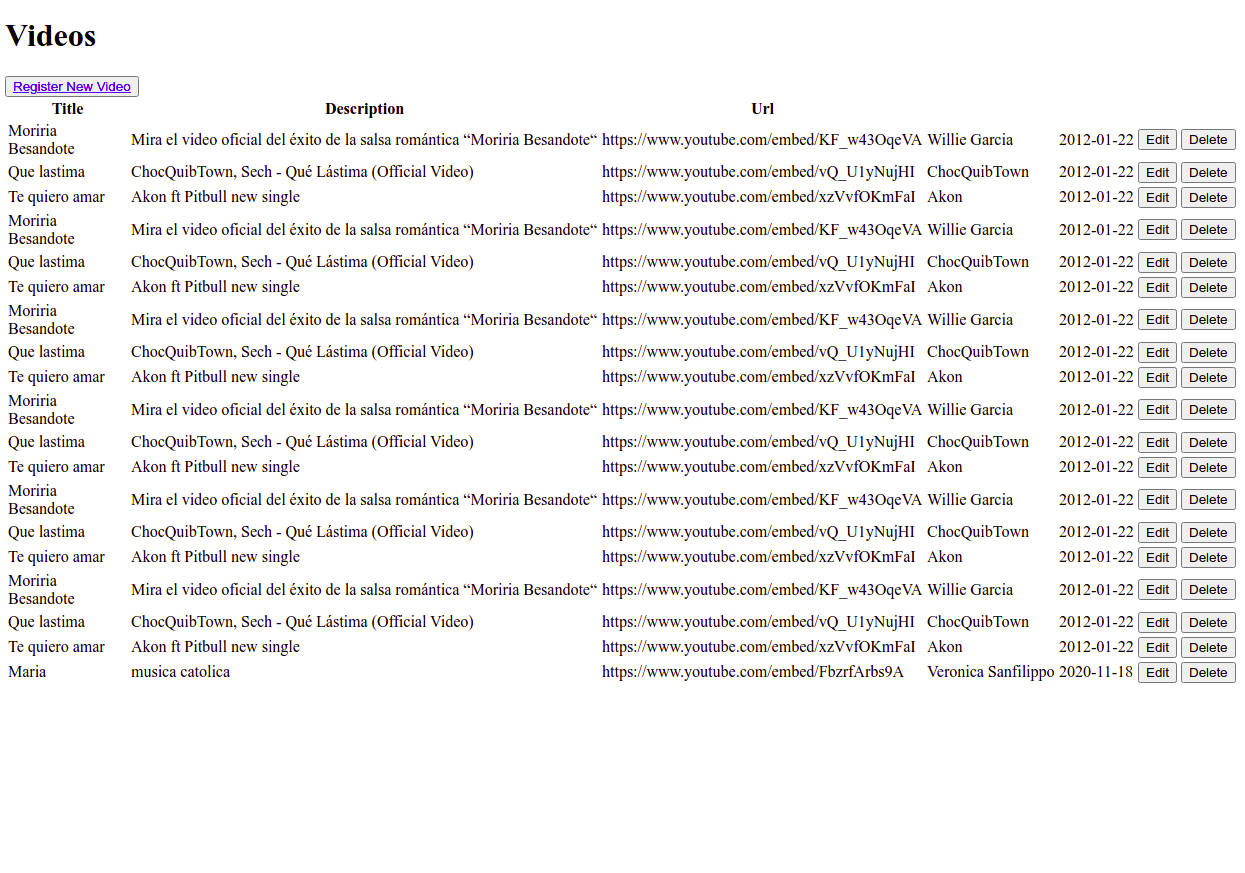 Videos
Register New Video
Title Description Url
Moriria
Besandote Mira el video oficial del éxito de la salsa romántica “Moriria Besandote“ https://www.youtube.com/embed/KF_w43OqeVA Willie Garcia 2012-01-22 Edit Delete
Que lastima ChocQuibTown, Sech - Qué Lástima (Official Video) https://www.youtube.com/embed/vQ_U1yNujHI ChocQuibTown 2012-01-22 Edit Delete
Te quiero amar Akon ft Pitbull new single https://www.youtube.com/embed/xzVvfOKmFaI Akon 2012-01-22 Edit Delete
Moriria
Besandote Mira el video oficial del éxito de la salsa romántica “Moriria Besandote“ https://www.youtube.com/embed/KF_w43OqeVA Willie Garcia 2012-01-22 Edit Delete
Que lastima ChocQuibTown, Sech - Qué Lástima (Official Video) https://www.youtube.com/embed/vQ_U1yNujHI ChocQuibTown 2012-01-22 Edit Delete
Te quiero amar Akon ft Pitbull new single https://www.youtube.com/embed/xzVvfOKmFaI Akon 2012-01-22 Edit Delete
Moriria
Besandote Mira el video oficial del éxito de la salsa romántica “Moriria Besandote“ https://www.youtube.com/embed/KF_w43OqeVA Willie Garcia 2012-01-22 Edit Delete
Que lastima ChocQuibTown, Sech - Qué Lástima (Official Video) https://www.youtube.com/embed/vQ_U1yNujHI ChocQuibTown 2012-01-22 Edit Delete
Te quiero amar Akon ft Pitbull new single https://www.youtube.com/embed/xzVvfOKmFaI Akon 2012-01-22 Edit Delete
Moriria
Besandote Mira el video oficial del éxito de la salsa romántica “Moriria Besandote“ https://www.youtube.com/embed/KF_w43OqeVA Willie Garcia 2012-01-22 Edit Delete
Que lastima ChocQuibTown, Sech - Qué Lástima (Official Video) https://www.youtube.com/embed/vQ_U1yNujHI ChocQuibTown 2012-01-22 Edit Delete
Te quiero amar Akon ft Pitbull new single https://www.youtube.com/embed/xzVvfOKmFaI Akon 2012-01-22 Edit Delete
Moriria
Besandote Mira el video oficial del éxito de la salsa romántica “Moriria Besandote“ https://www.youtube.com/embed/KF_w43OqeVA Willie Garcia 2012-01-22 Edit Delete
Que lastima ChocQuibTown, Sech - Qué Lástima (Official Video) https://www.youtube.com/embed/vQ_U1yNujHI ChocQuibTown 2012-01-22 Edit Delete
Te quiero amar Akon ft Pitbull new single https://www.youtube.com/embed/xzVvfOKmFaI Akon 2012-01-22 Edit Delete
Moriria
Besandote Mira el video oficial del éxito de la salsa romántica “Moriria Besandote“ https://www.youtube.com/embed/KF_w43OqeVA Willie Garcia 2012-01-22 Edit Delete
Que lastima ChocQuibTown, Sech - Qué Lástima (Official Video) https://www.youtube.com/embed/vQ_U1yNujHI ChocQuibTown 2012-01-22 Edit Delete
Te quiero amar Akon ft Pitbull new single https://www.youtube.com/embed/xzVvfOKmFaI Akon 2012-01-22 Edit Delete
Maria musica catolica https://www.youtube.com/embed/FbzrfArbs9A Veronica Sanfilippo 2020-11-18 Edit Delete